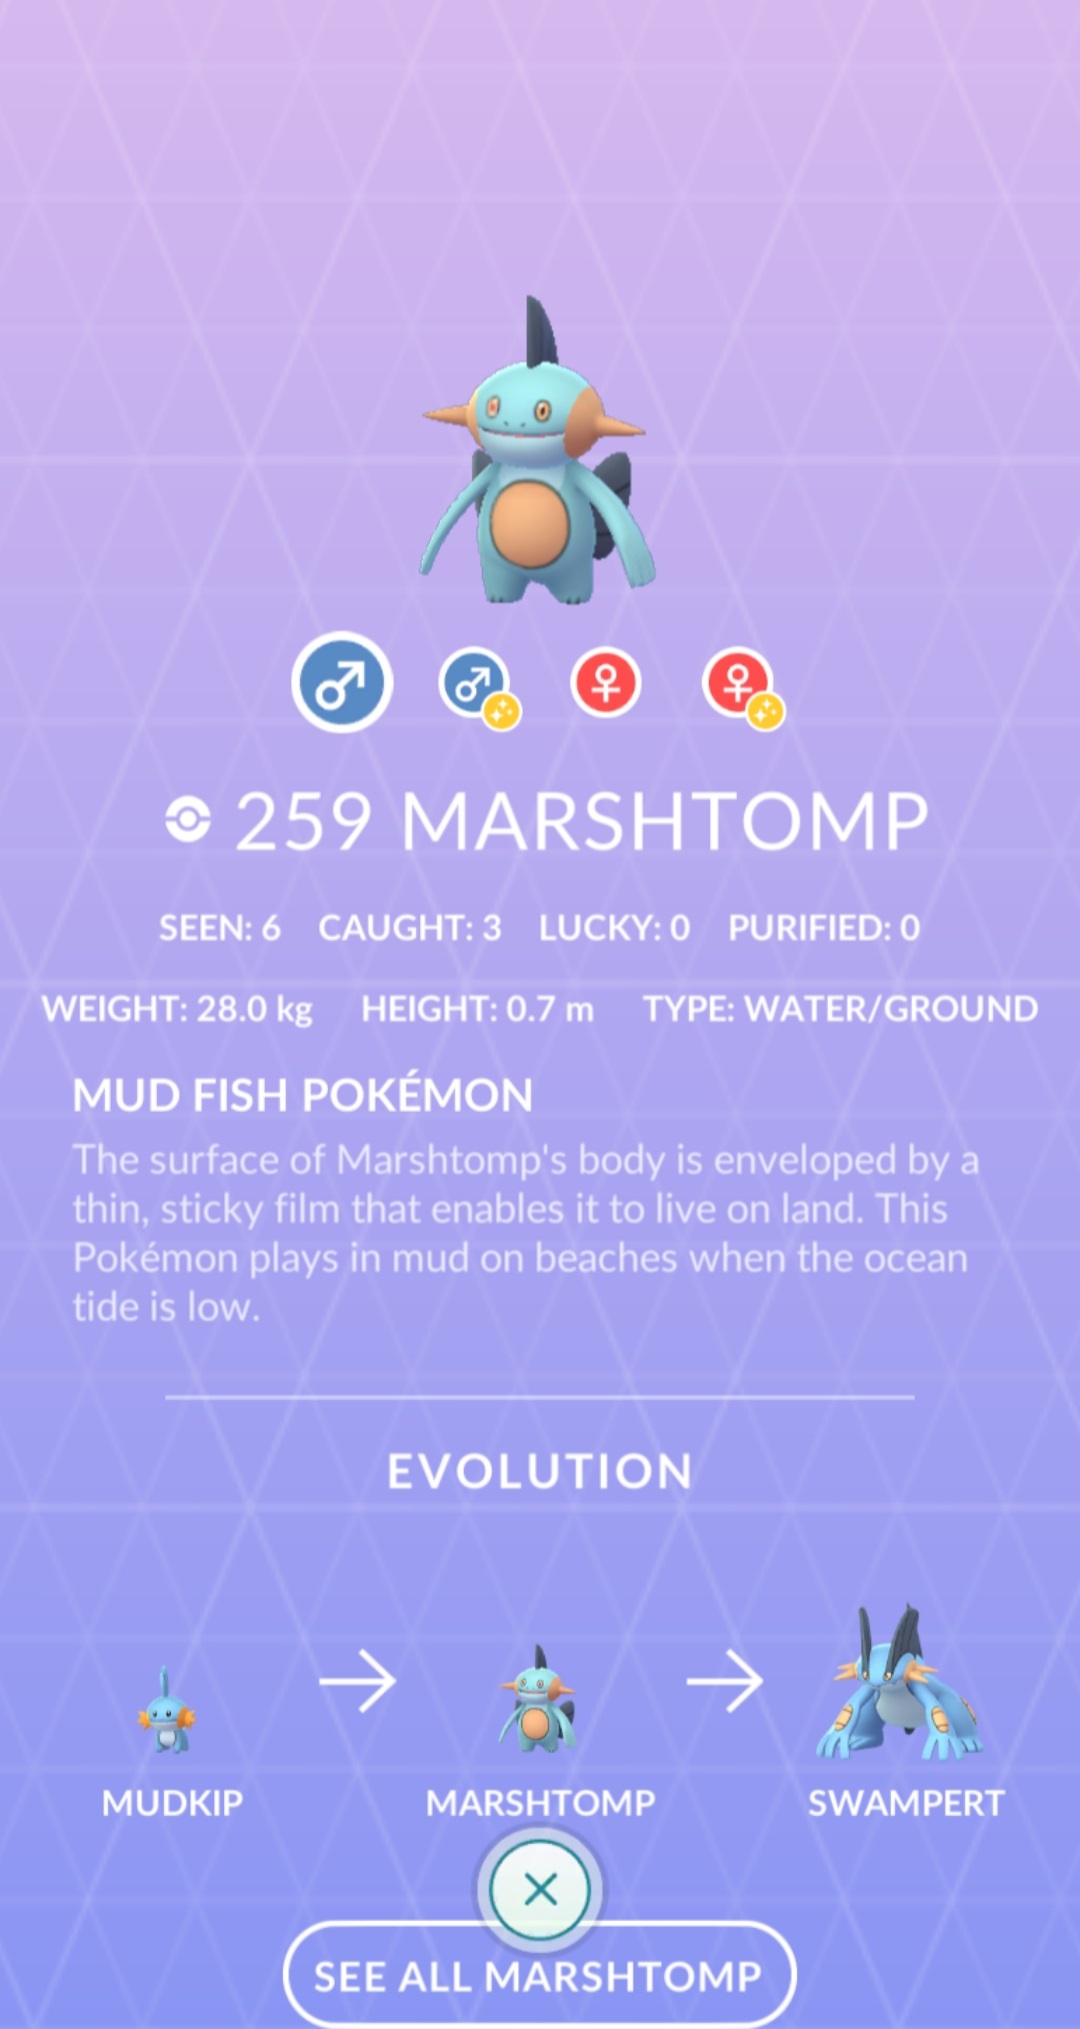 259 MARSHTOMP
SEEN: 6 CAUGHT: 3 LUCKY: 0 PURIFIED: 0
WEIGHT: 28.0 kg HEIGHT: 0.7 m TYPE: WATER/GROUND
MUD FISH POKÉMON
The surface of Marshtomp's body is enveloped by a
thin, sticky film that enables it to live on land. This
Pokémon plays in mud on beaches when the ocean
tide is low.
EVOLUTION
MUDKIP MARSHTOMP SWAMPERT
SEE ALL MARSHTOMP